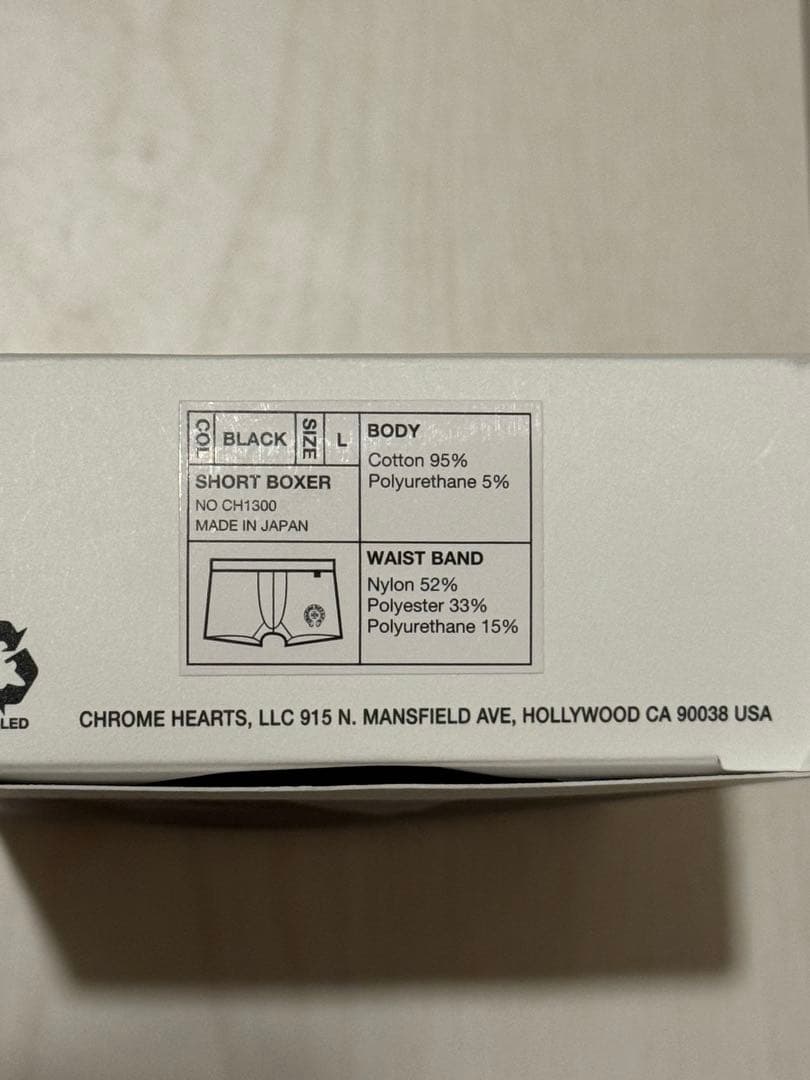 COL BLACK SIZE L
SHORT BOXER
NO CH1300
MADE IN JAPAN
BODY
Cotton 95%
Polyurethane 5%
WAIST BAND
Nylon 52%
Polyester 33%
Polyurethane 15%
LED
CHROME HEARTS, LLC 915 N. MANSFIELD AVE, HOLLYWOOD CA 90038 USA